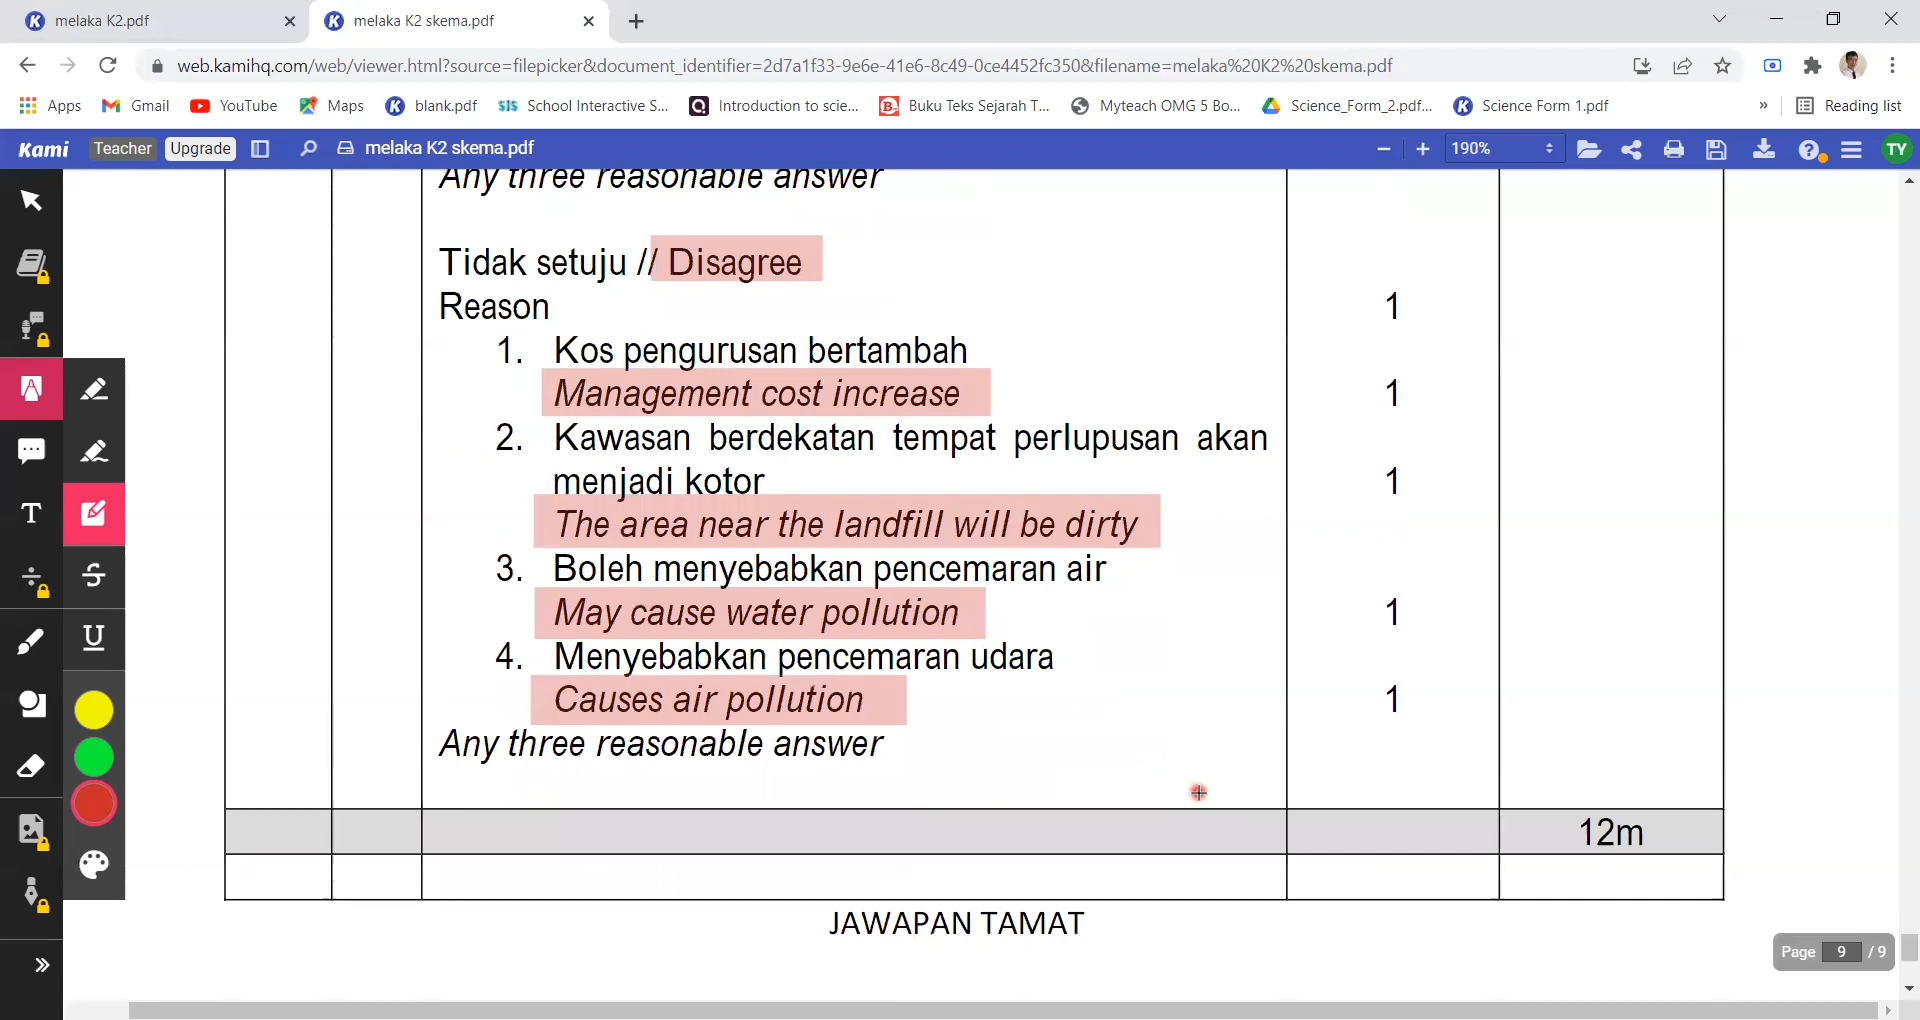 melaka K2.pdf
melaka K2 skema.pdf
web.kamihq.com/web/viewer.html?source=filepicker&document_identifier=2d7a1f33-9e6e-41e6-8c49-0ce4452fc350&filename=melaka%20K2%20skema.pdf
Apps Gmail YouTube Maps blank.pdf SIS School Interactive S... Introduction to scie... Buku Teks Sejarah T... Myteach OMG 5 Bo... Science_Form_2.pdf... Science Form 1.pdf » Reading list
Kami Teacher Upgrade melaka K2 skema.pdf 190% TY
Any three reasonable answer
Tidak setuju // Disagree
Reason 1
1. Kos pengurusan bertambah
Management cost increase 1
2. Kawasan berdekatan tempat perlupusan akan
menjadi kotor 1
The area near the landfill will be dirty
3. Boleh menyebabkan pencemaran air
May cause water pollution 1
4. Menyebabkan pencemaran udara
Causes air pollution 1
Any three reasonable answer
12m
JAWAPAN TAMAT
Page 9 / 9